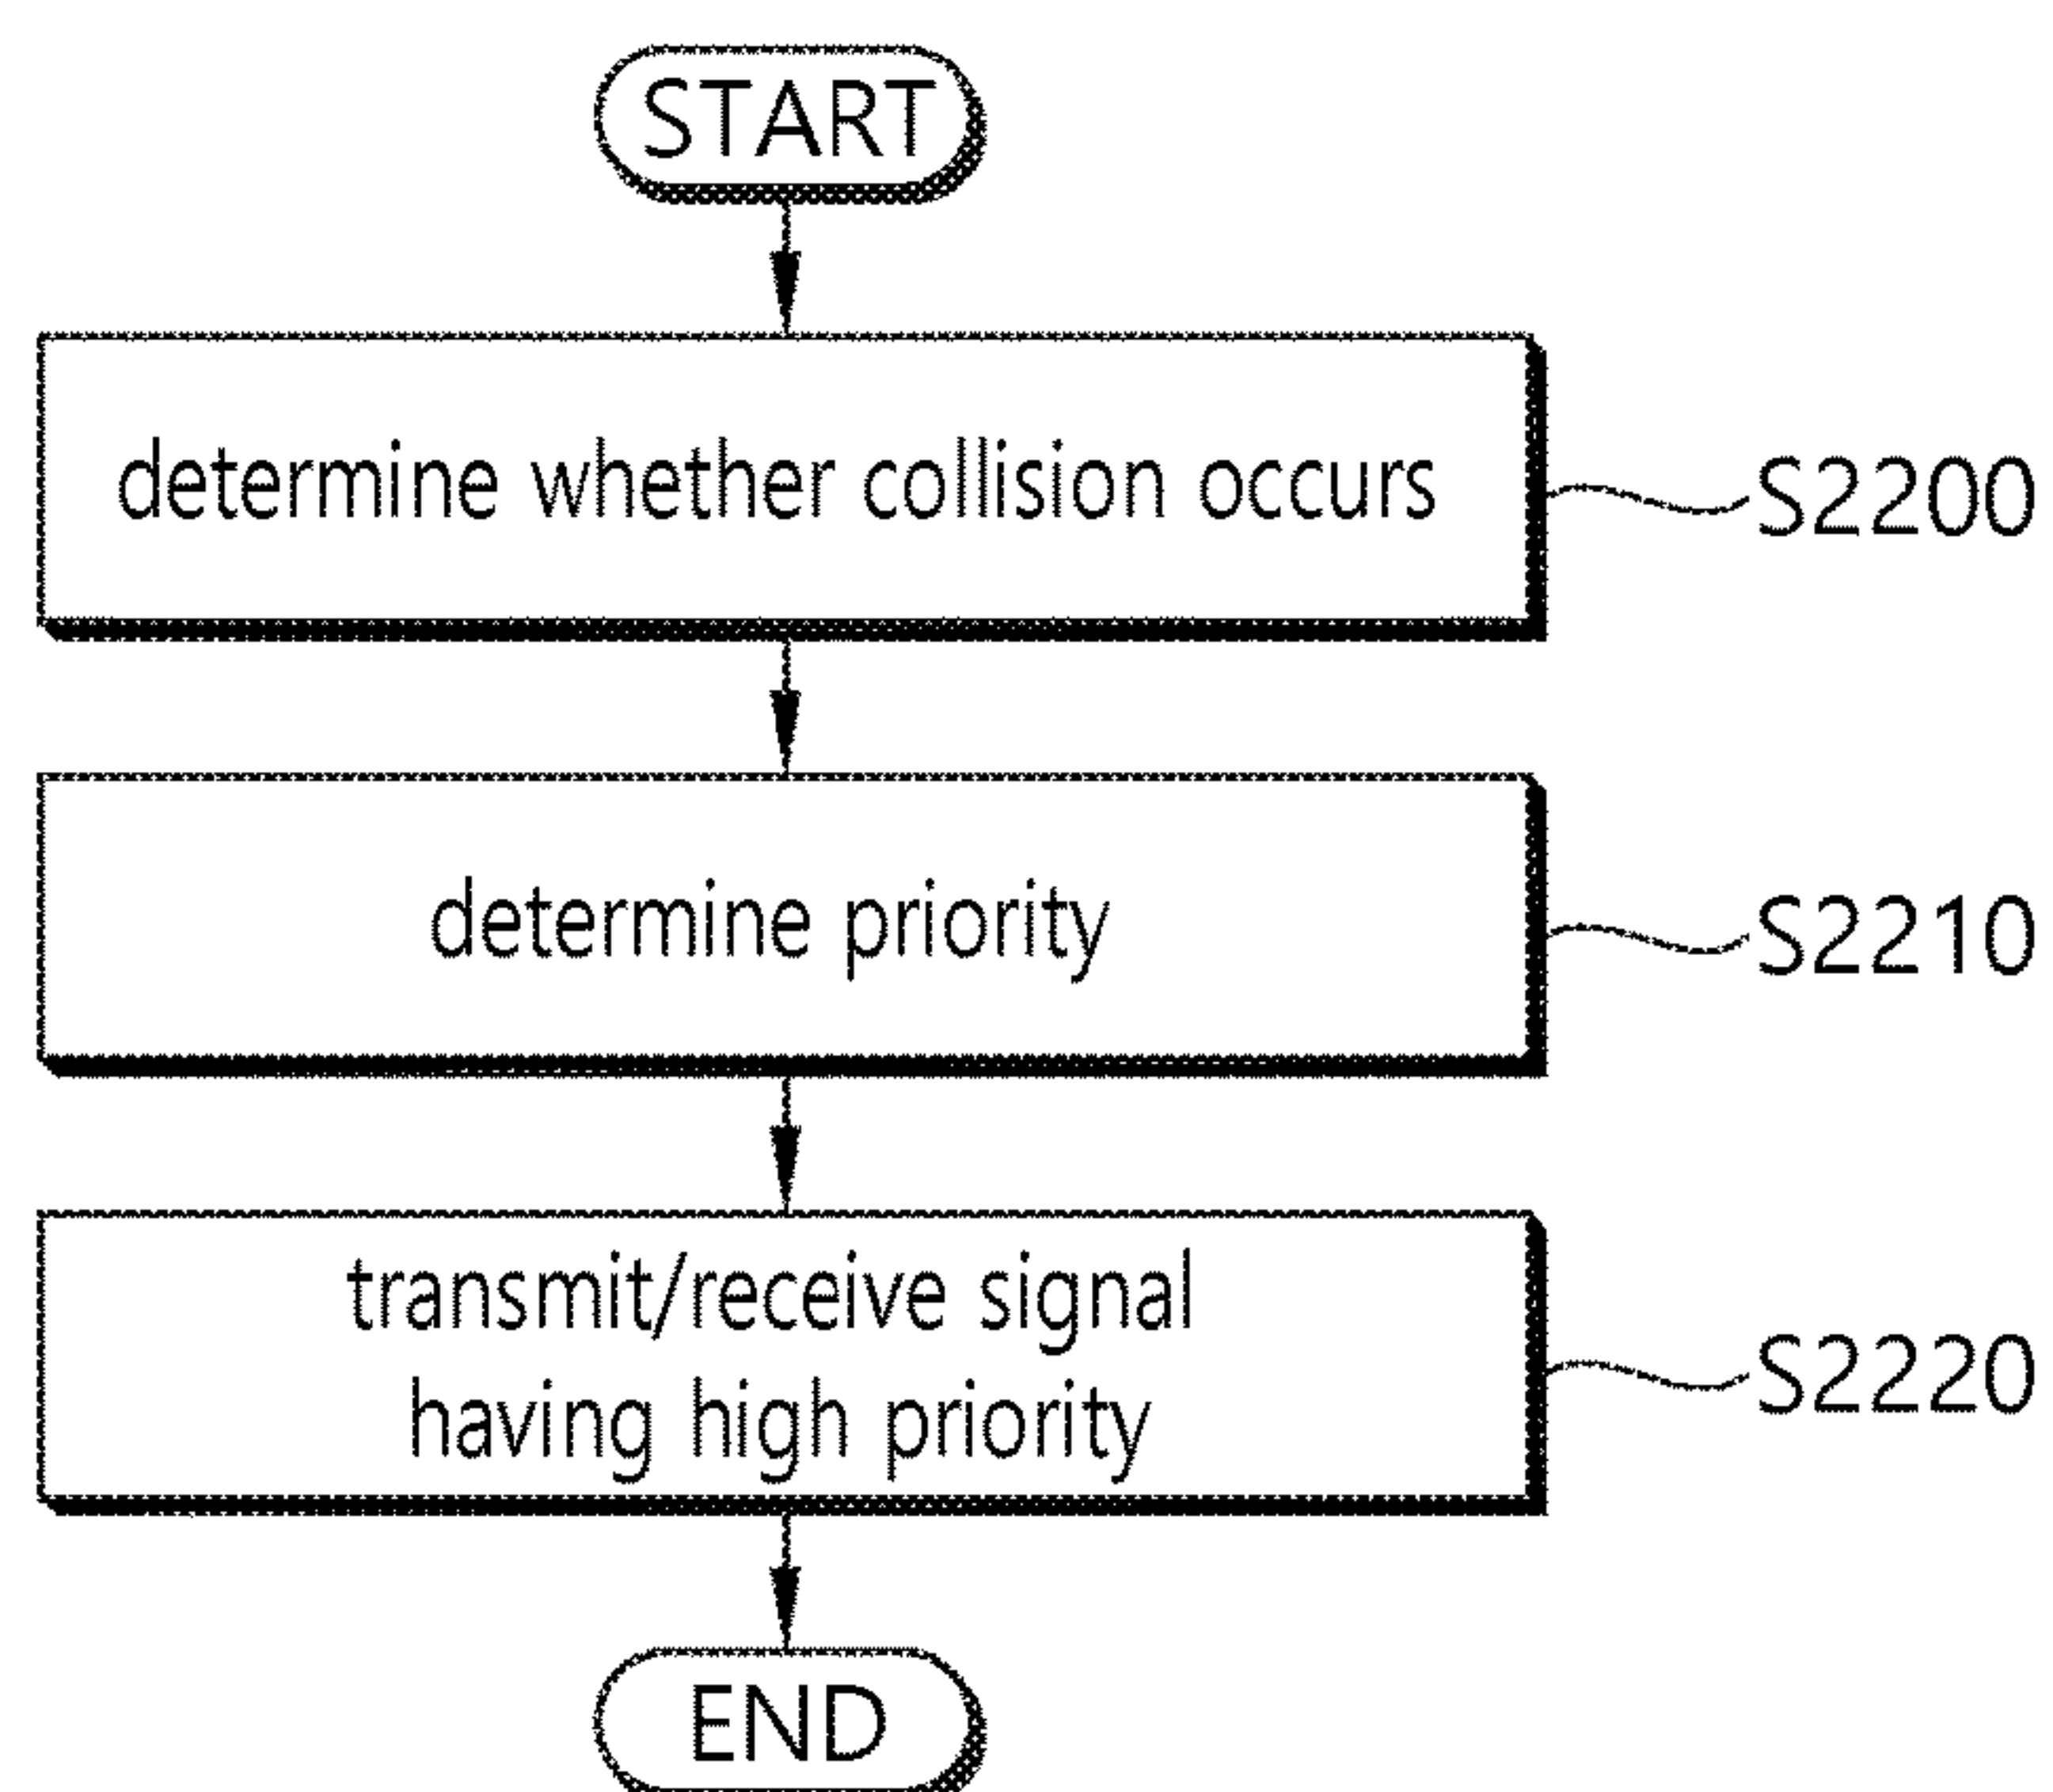 START
determine whether collision occurs
S2200
determine priority
S2210
transmit/receive signal
having high priority
S2220
END